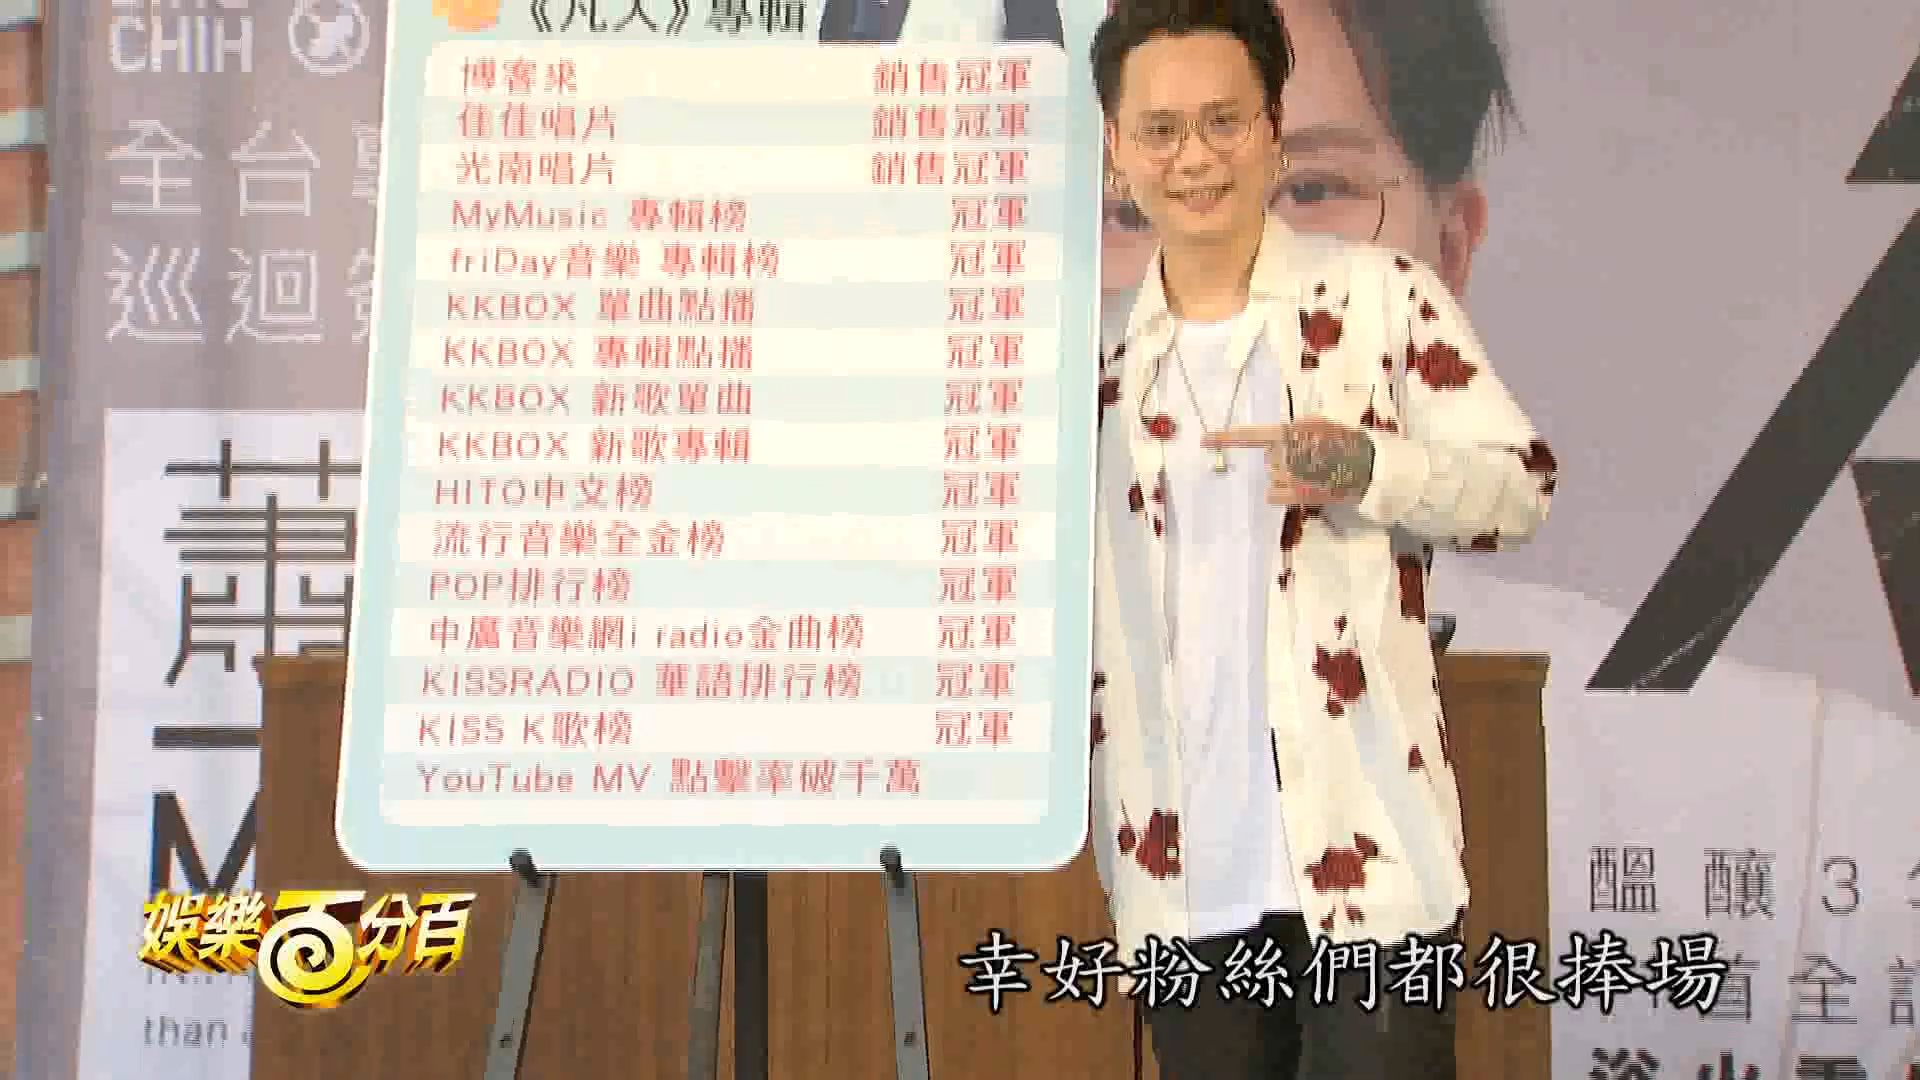 CHIH
全台
巡迴
蕭
《凡人》專輯
博客來 銷售冠軍
佳佳唱片 銷售冠軍
光南唱片 銷售冠軍
MyMusic 專輯榜 冠軍
friDay音樂 專輯榜 冠軍
KKBOX 單曲點播 冠軍
KKBOX 專輯點播 冠軍
KKBOX 新歌單曲 冠軍
KKBOX 新歌專輯 冠軍
HITO中文榜 冠軍
流行音樂全金榜 冠軍
POP排行榜 冠軍
中廣音樂網i radio金曲榜 冠軍
KISSRADIO 華語排行榜 冠軍
KISS K歌榜 冠軍
YouTube MV 點擊率破千萬
than
醞釀3
首全
娛樂百分百
幸好粉絲們都很捧場